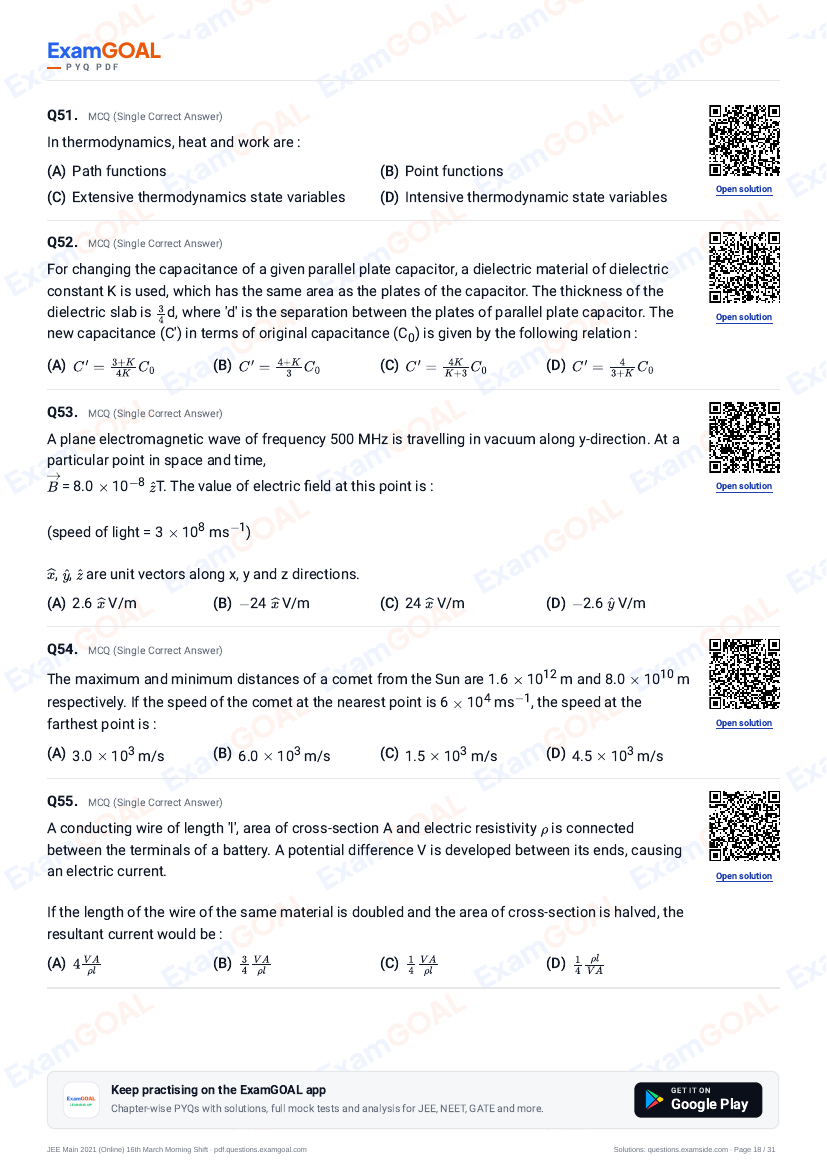 ExamGOAL
PYQ PDF
Q51. MCQ (Single Correct Answer)
In thermodynamics, heat and work are :
(A) Path functions
(B) Point functions
(C) Extensive thermodynamics state variables
(D) Intensive thermodynamic state variables
Open solution
Q52. MCQ (Single Correct Answer)
For changing the capacitance of a given parallel plate capacitor, a dielectric material of dielectric
constant K is used, which has the same area as the plates of the capacitor. The thickness of the
dielectric slab is 3/4 d, where 'd' is the separation between the plates of parallel plate capacitor. The
new capacitance (C') in terms of original capacitance (C₀) is given by the following relation :
(A) C′ = (3+K)/(4K) C₀
(B) C′ = (4+K)/3 C₀
(C) C′ = 4K/(K+3) C₀
(D) C′ = 4/(3+K) C₀
Open solution
Q53. MCQ (Single Correct Answer)
A plane electromagnetic wave of frequency 500 MHz is travelling in vacuum along y-direction. At a
particular point in space and time,
B⃗ = 8.0 × 10⁻⁸ ẑT. The value of electric field at this point is :
(speed of light = 3 × 10⁸ ms⁻¹)
x̂, ŷ, ẑ are unit vectors along x, y and z directions.
(A) 2.6 x̂ V/m
(B) −24 x̂ V/m
(C) 24 x̂ V/m
(D) −2.6 ŷ V/m
Open solution
Q54. MCQ (Single Correct Answer)
The maximum and minimum distances of a comet from the Sun are 1.6 × 10¹² m and 8.0 × 10¹⁰ m
respectively. If the speed of the comet at the nearest point is 6 × 10⁴ ms⁻¹, the speed at the
farthest point is :
(A) 3.0 × 10³ m/s
(B) 6.0 × 10³ m/s
(C) 1.5 × 10³ m/s
(D) 4.5 × 10³ m/s
Open solution
Q55. MCQ (Single Correct Answer)
A conducting wire of length 'l', area of cross-section A and electric resistivity ρ is connected
between the terminals of a battery. A potential difference V is developed between its ends, causing
an electric current.
If the length of the wire of the same material is doubled and the area of cross-section is halved, the
resultant current would be :
(A) 4 VA/ρl
(B) 3/4 VA/ρl
(C) 1/4 VA/ρl
(D) 1/4 ρl/VA
Open solution
ExamGOAL
Keep practising on the ExamGOAL app
Chapter-wise PYQs with solutions, full mock tests and analysis for JEE, NEET, GATE and more.
GET IT ON
Google Play
JEE Main 2021 (Online) 16th March Morning Shift · pdf.questions.examgoal.com
Solutions: questions.examside.com · Page 18 / 31